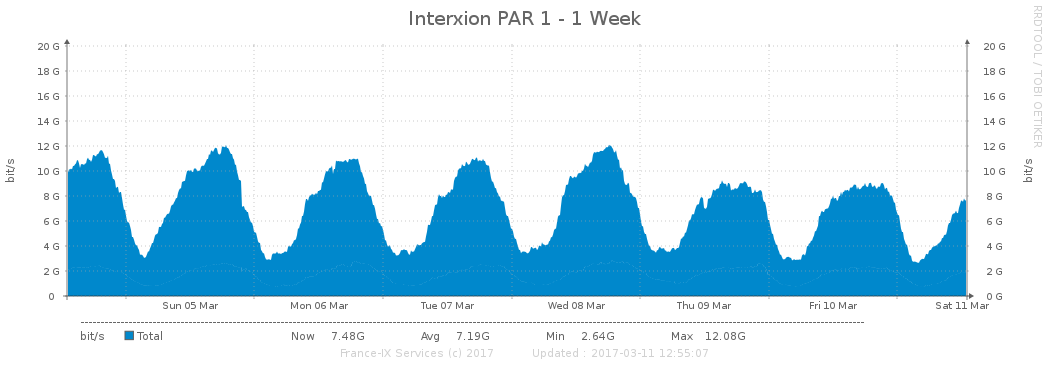 Interxion PAR 1 - 1 Week
RRDTOOL / TOBI OETIKER
20 G 20 G
18 G 18 G
16 G 16 G
14 G 14 G
12 G 12 G
10 G 10 G
8 G 8 G
6 G 6 G
4 G 4 G
2 G 2 G
0 0 G
bit/s
bit/s
Sun 05 Mar Mon 06 Mar Tue 07 Mar Wed 08 Mar Thu 09 Mar Fri 10 Mar Sat 11 Mar
bit/s Total Now 7.48G Avg 7.19G Min 2.64G Max 12.08G
France-IX Services (c) 2017 Updated : 2017-03-11 12:55:07